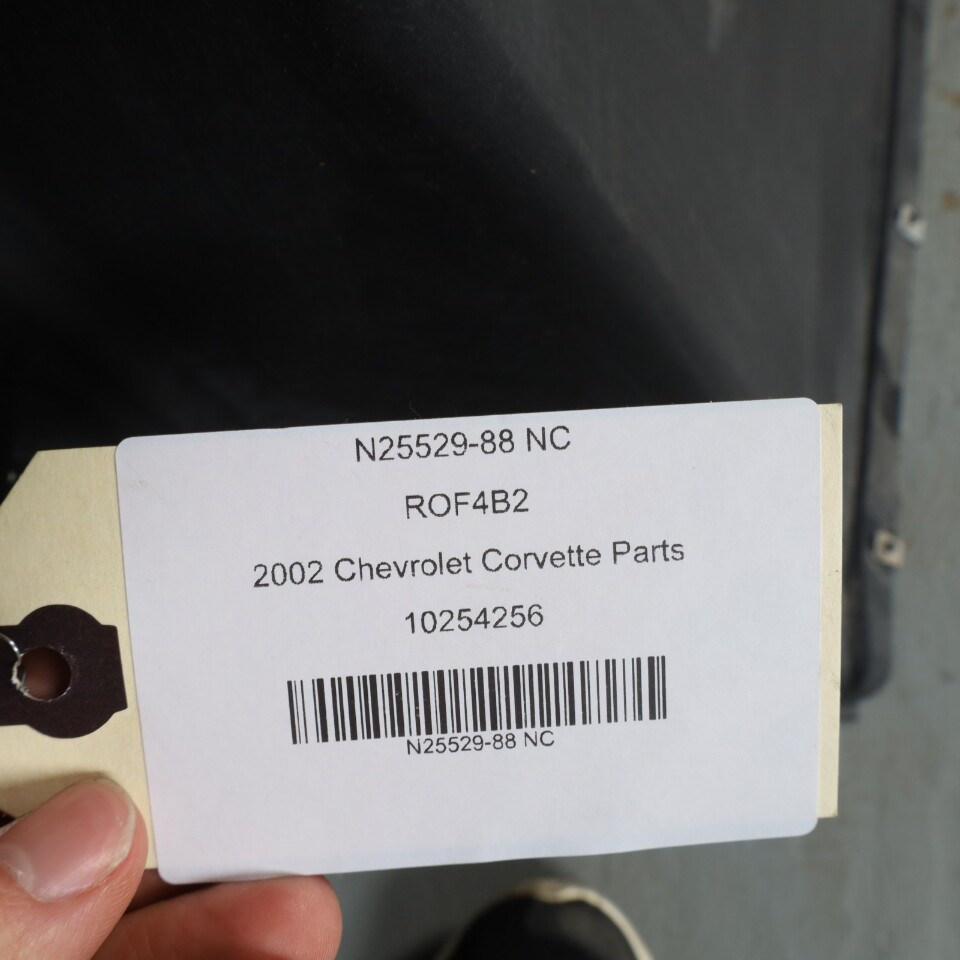 N25529-88 NC
ROF4B2
2002 Chevrolet Corvette Parts
10254256
N25529-88 NC